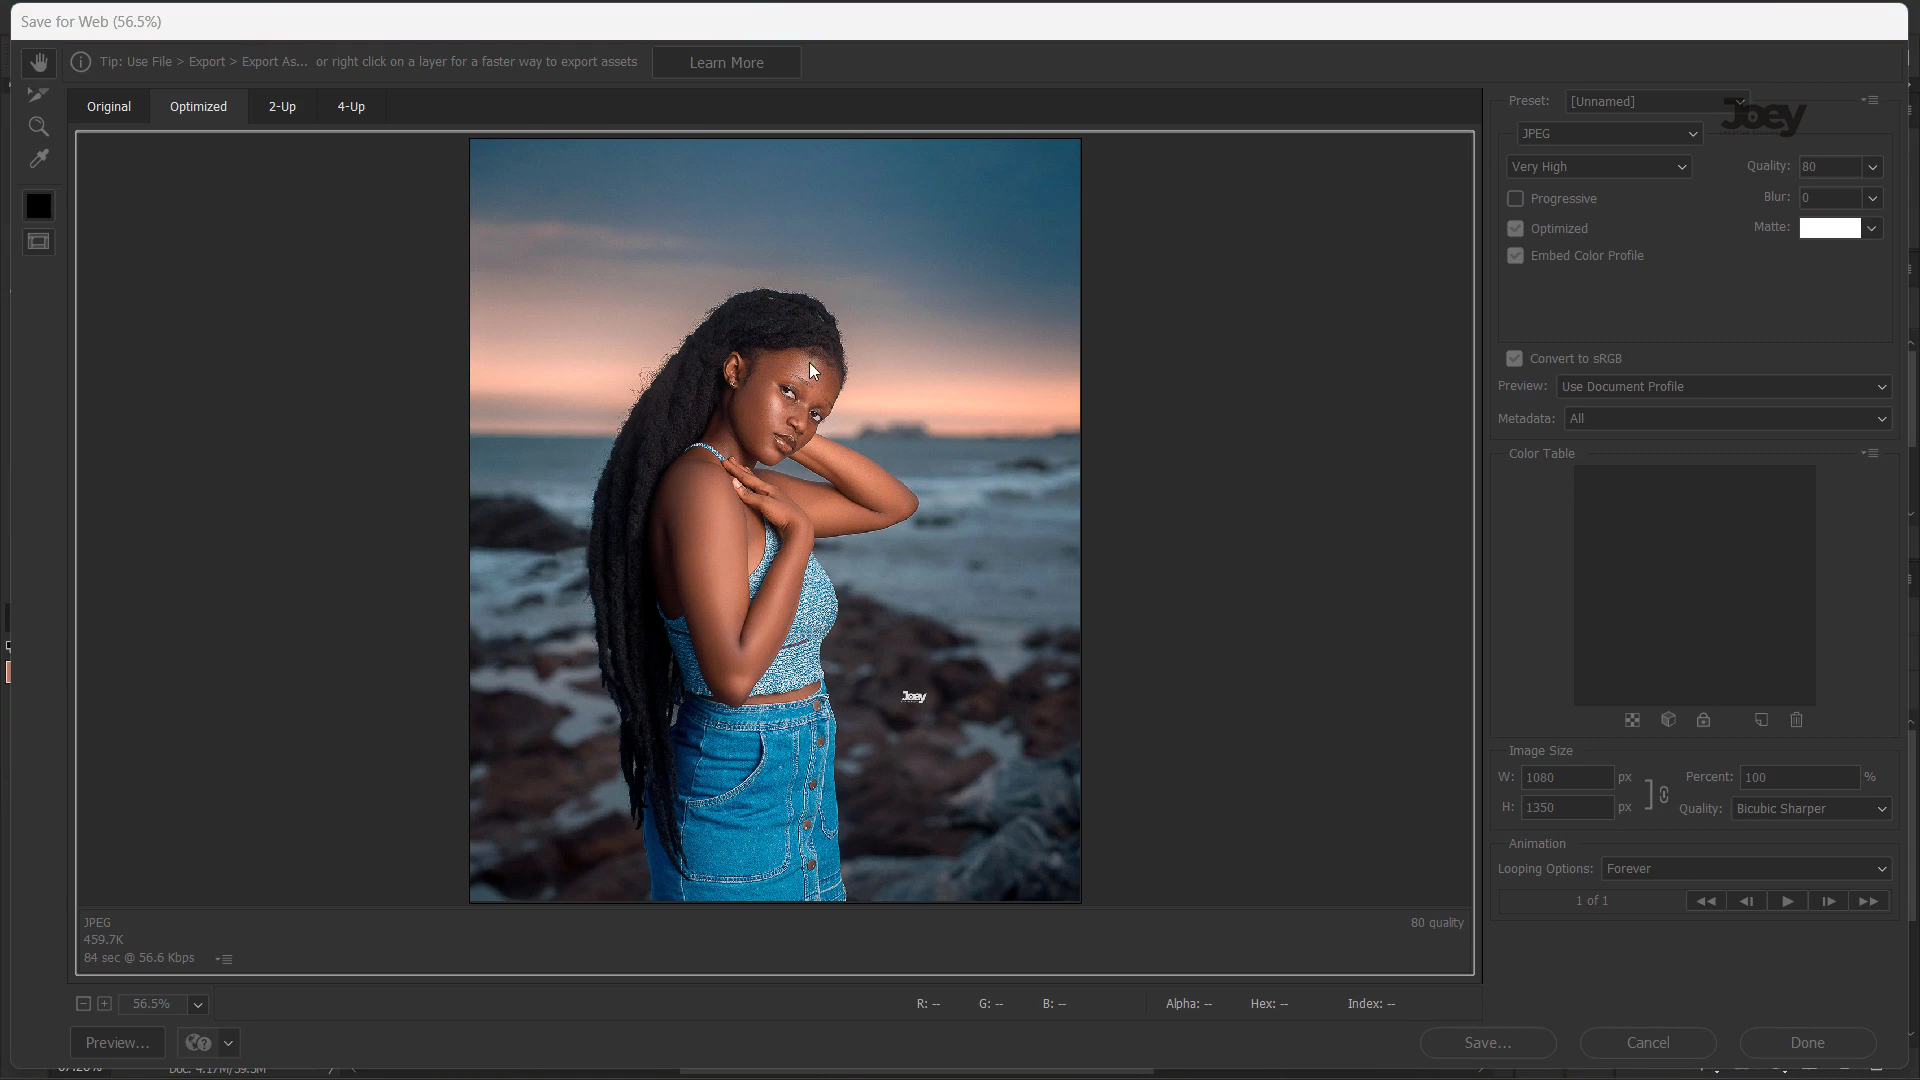 Save for Web (56.5%)
Tip: Use File > Export > Export As... or right click on a layer for a faster way to export assets
Learn More
Original
Optimized
2-Up
4-Up
Preset:
[Unnamed]
Joey
JPEG
Very High
Quality:
80
Progressive
Blur:
0
Optimized
Matte:
Embed Color Profile
Convert to sRGB
Preview:
Use Document Profile
Metadata:
All
Color Table
Joey
Image Size
W:
1080
px
Percent:
100
%
H:
1350
px
Quality:
Bicubic Sharper
Animation
Looping Options:
Forever
1 of 1
JPEG
80 quality
459.7K
84 sec @ 56.6 Kbps
56.5%
R: --
G: --
B: --
Alpha: --
Hex: --
Index: --
Preview...
Save...
Cancel
Done